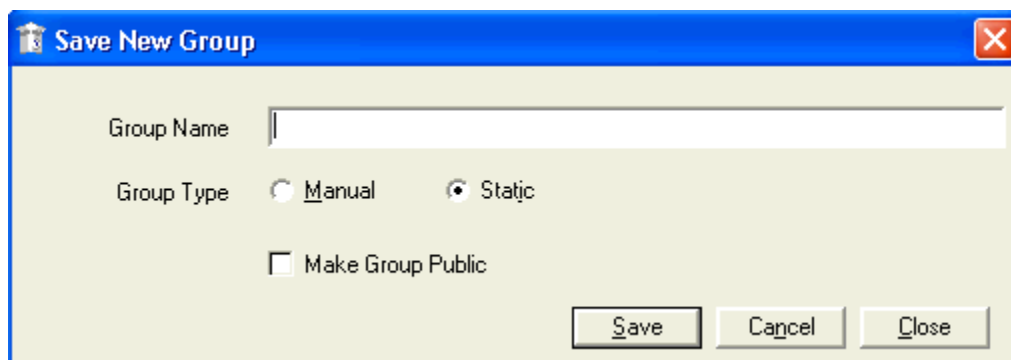 Save New Group
Group Name
Group Type Manual Static
Make Group Public
Save Cancel Close